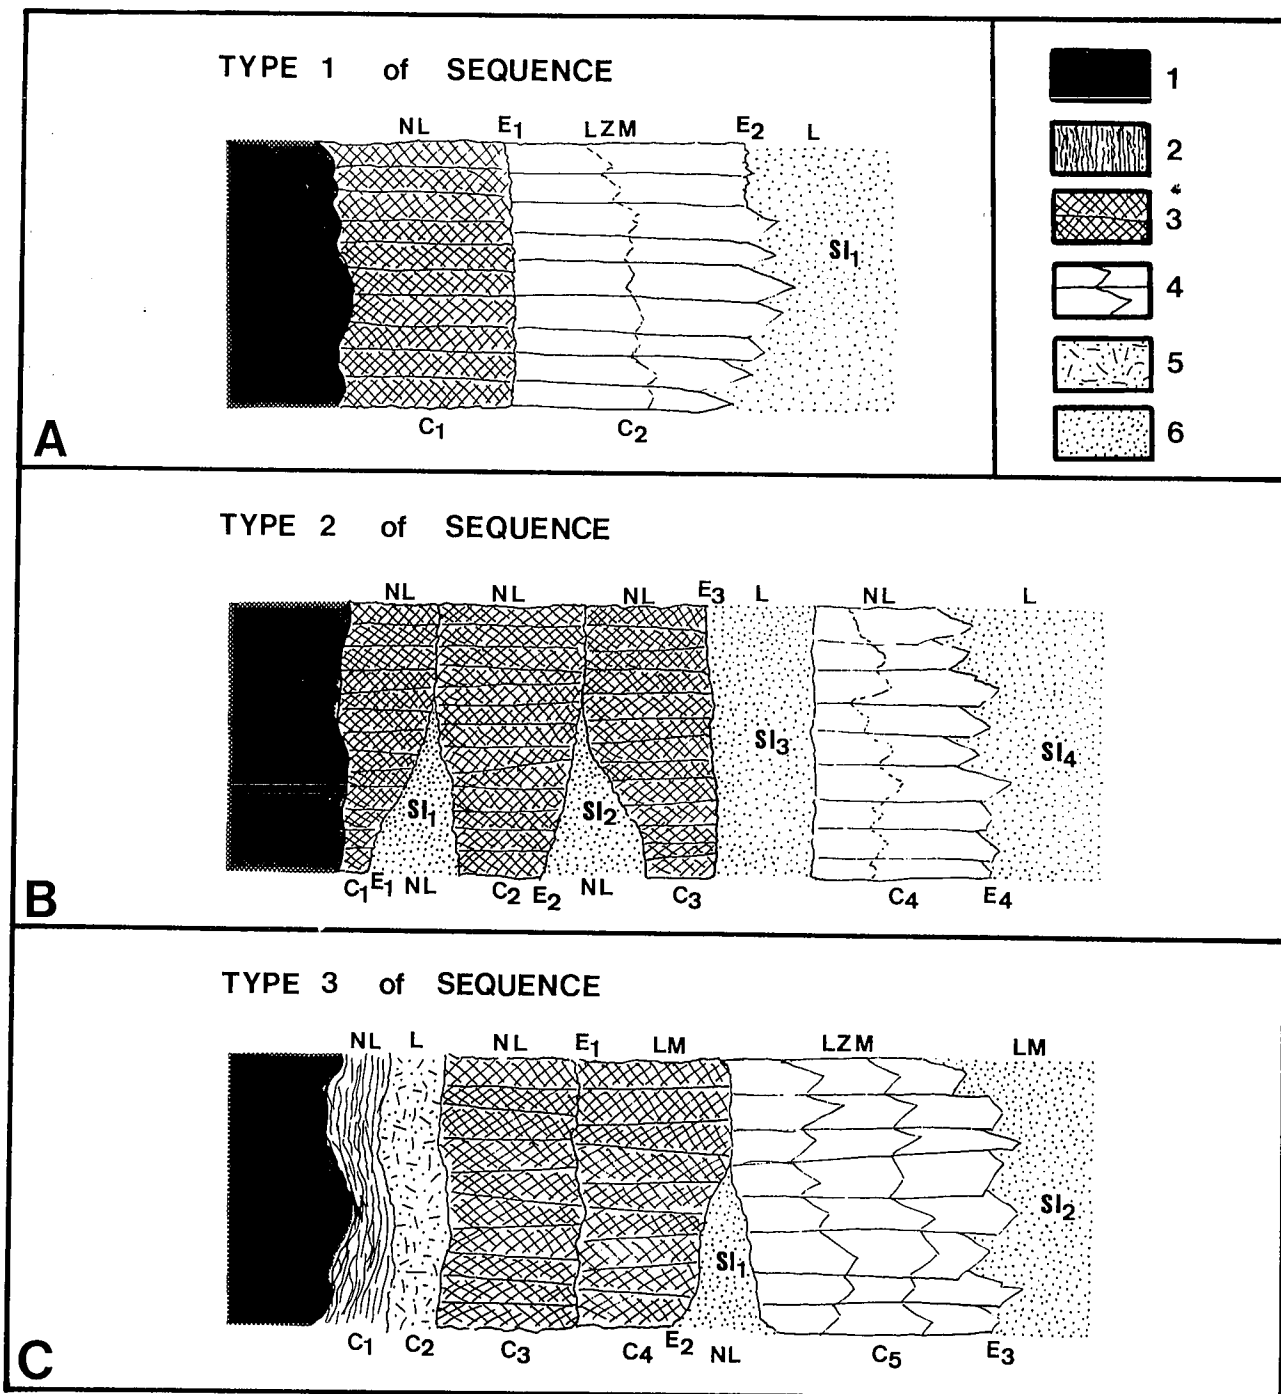 TYPE 1 of SEQUENCE
NL E1 LZM E2 L
SI1
C1 C2
A
1
2
3
4
5
6
TYPE 2 of SEQUENCE
NL NL NL E3 L NL L
SI1 SI2 SI3 SI4
C1 E1 NL C2 E2 NL C3 C4 E4
B
TYPE 3 of SEQUENCE
NL L NL E1 LM LZM LM
SI1 SI2
C1 C2 C3 C4 E2 NL C5 E3
C